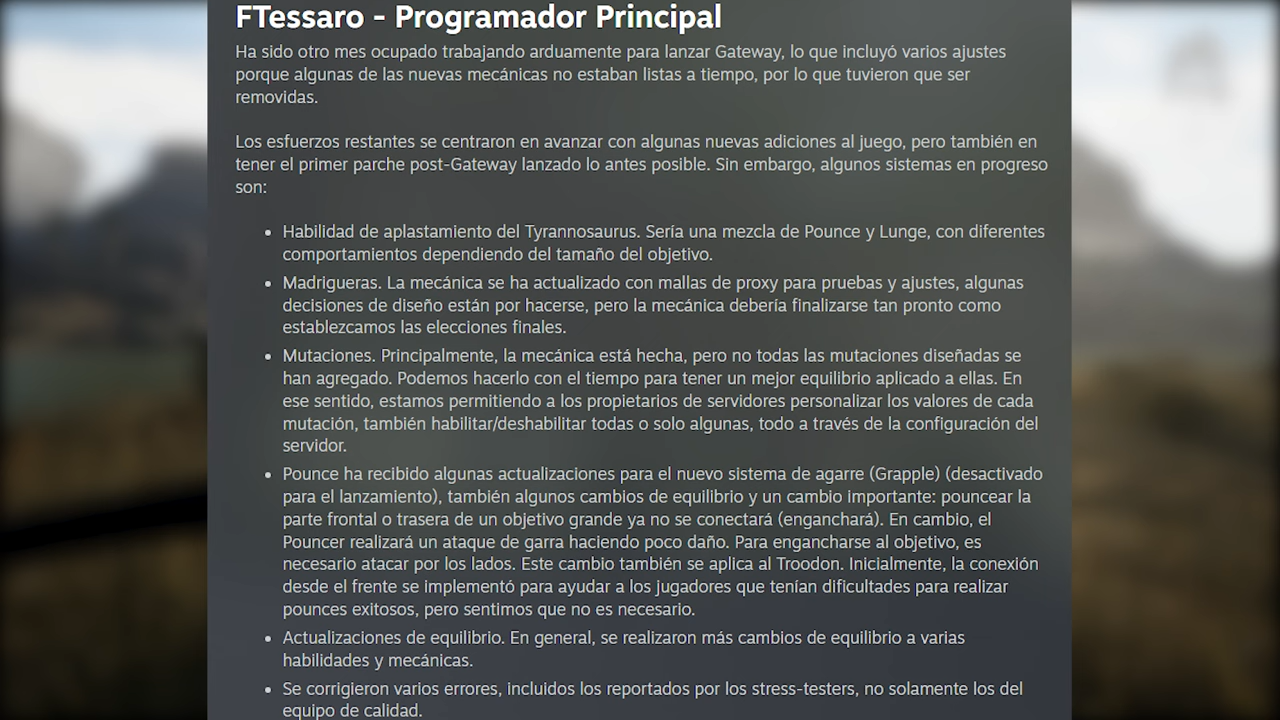 FTessaro - Programador Principal
Ha sido otro mes ocupado trabajando arduamente para lanzar Gateway, lo que incluyó varios ajustes
porque algunas de las nuevas mecánicas no estaban listas a tiempo, por lo que tuvieron que ser
removidas.
Los esfuerzos restantes se centraron en avanzar con algunas nuevas adiciones al juego, pero también en
tener el primer parche post-Gateway lanzado lo antes posible. Sin embargo, algunos sistemas en progreso
son:
• Habilidad de aplastamiento del Tyrannosaurus. Sería una mezcla de Pounce y Lunge, con diferentes
comportamientos dependiendo del tamaño del objetivo.
• Madrigueras. La mecánica se ha actualizado con mallas de proxy para pruebas y ajustes, algunas
decisiones de diseño están por hacerse, pero la mecánica debería finalizarse tan pronto como
establezcamos las elecciones finales.
• Mutaciones. Principalmente, la mecánica está hecha, pero no todas las mutaciones diseñadas se
han agregado. Podemos hacerlo con el tiempo para tener un mejor equilibrio aplicado a ellas. En
ese sentido, estamos permitiendo a los propietarios de servidores personalizar los valores de cada
mutación, también habilitar/deshabilitar todas o solo algunas, todo a través de la configuración del
servidor.
• Pounce ha recibido algunas actualizaciones para el nuevo sistema de agarre (Grapple) (desactivado
para el lanzamiento), también algunos cambios de equilibrio y un cambio importante: pouncear la
parte frontal o trasera de un objetivo grande ya no se conectará (enganchará). En cambio, el
Pouncer realizará un ataque de garra haciendo poco daño. Para engancharse al objetivo, es
necesario atacar por los lados. Este cambio también se aplica al Troodon. Inicialmente, la conexión
desde el frente se implementó para ayudar a los jugadores que tenían dificultades para realizar
pounces exitosos, pero sentimos que no es necesario.
• Actualizaciones de equilibrio. En general, se realizaron más cambios de equilibrio a varias
habilidades y mecánicas.
• Se corrigieron varios errores, incluidos los reportados por los stress-testers, no solamente los del
equipo de calidad.